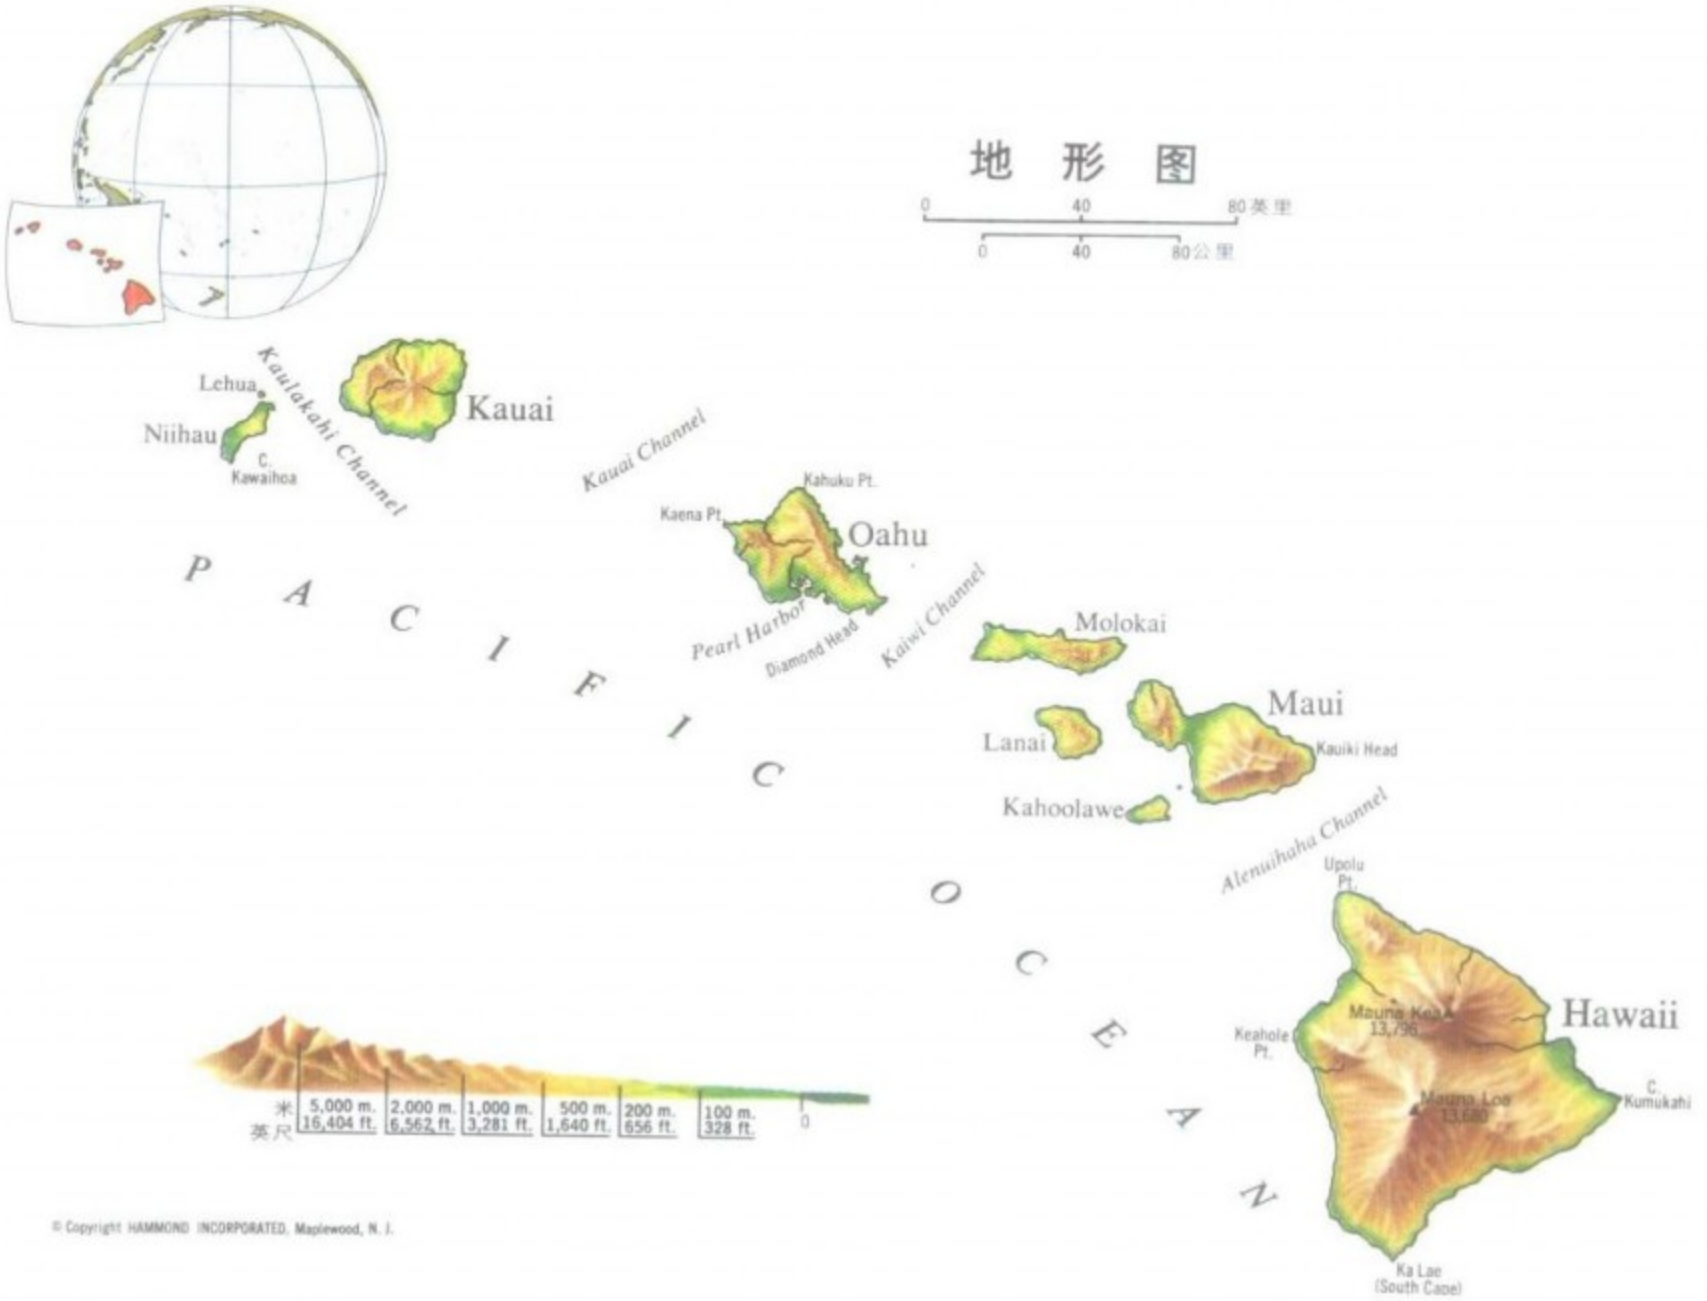 地 形 图
0 40 80 英里
0 40 80 公里
Lehua
Kaulakahi Channel
Kauai
Niihau
C.
Kawaihoa
Kauai Channel
Kahuku Pt.
Kaena Pt.
Oahu
Pearl Harbor
Diamond Head
Kaiwi Channel
Molokai
Maui
Lanai
Kauiki Head
Kahoolawe
Alenuihaha Channel
PACIFIC OCEAN
Upolu
Pt.
Mauna Kea
13,796
Hawaii
Keahole
Pt.
Mauna Loa
13,680
C.
Kumukahi
Ka Lae
(South Cape)
米 5,000 m. 2,000 m. 1,000 m. 500 m. 200 m. 100 m. 0
英尺 16,404 ft. 6,562 ft. 3,281 ft. 1,640 ft. 656 ft. 328 ft.
© Copyright HAMMOND INCORPORATED, Maplewood, N. J.